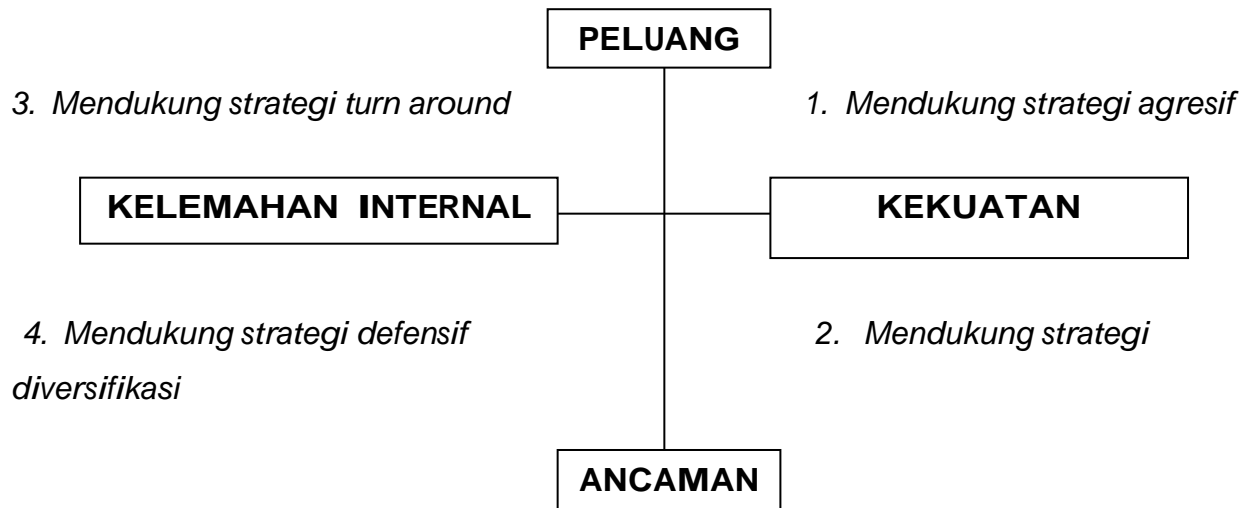 PELUANG
3. Mendukung strategi turn around
1. Mendukung strategi agresif
KELEMAHAN INTERNAL
KEKUATAN
4. Mendukung strategi defensif
diversifikasi
2. Mendukung strategi
ANCAMAN